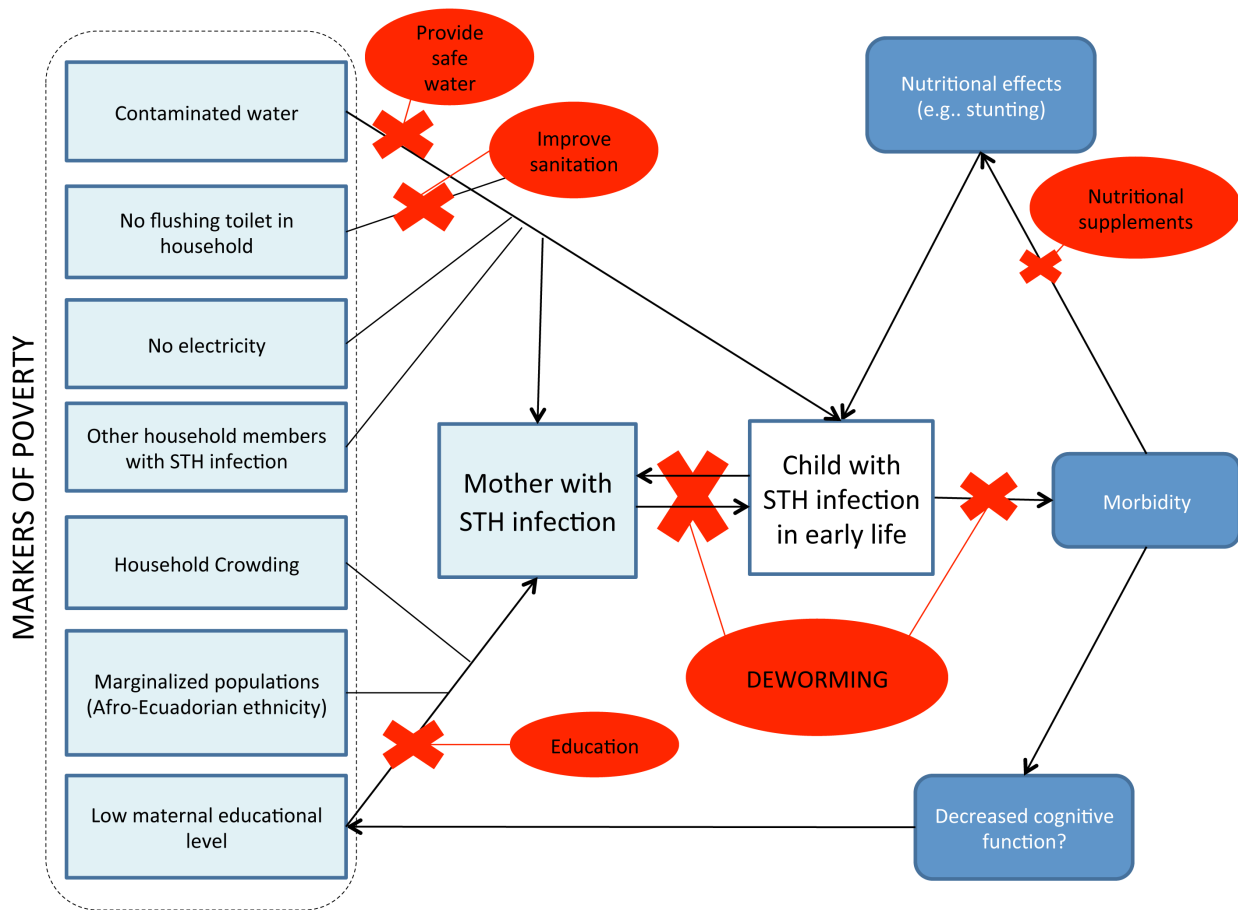 MARKERS OF POVERTY
Contaminated water
No flushing toilet in
household
No electricity
Other household members
with STH infection
Household Crowding
Marginalized populations
(Afro-Ecuadorian ethnicity)
Low maternal educational
level
Provide
safe
water
Improve
sanitation
Mother with
STH infection
Child with
STH infection
in early life
Education
DEWORMING
Nutritional effects
(e.g.. stunting)
Nutritional
supplements
Morbidity
Decreased cognitive
function?